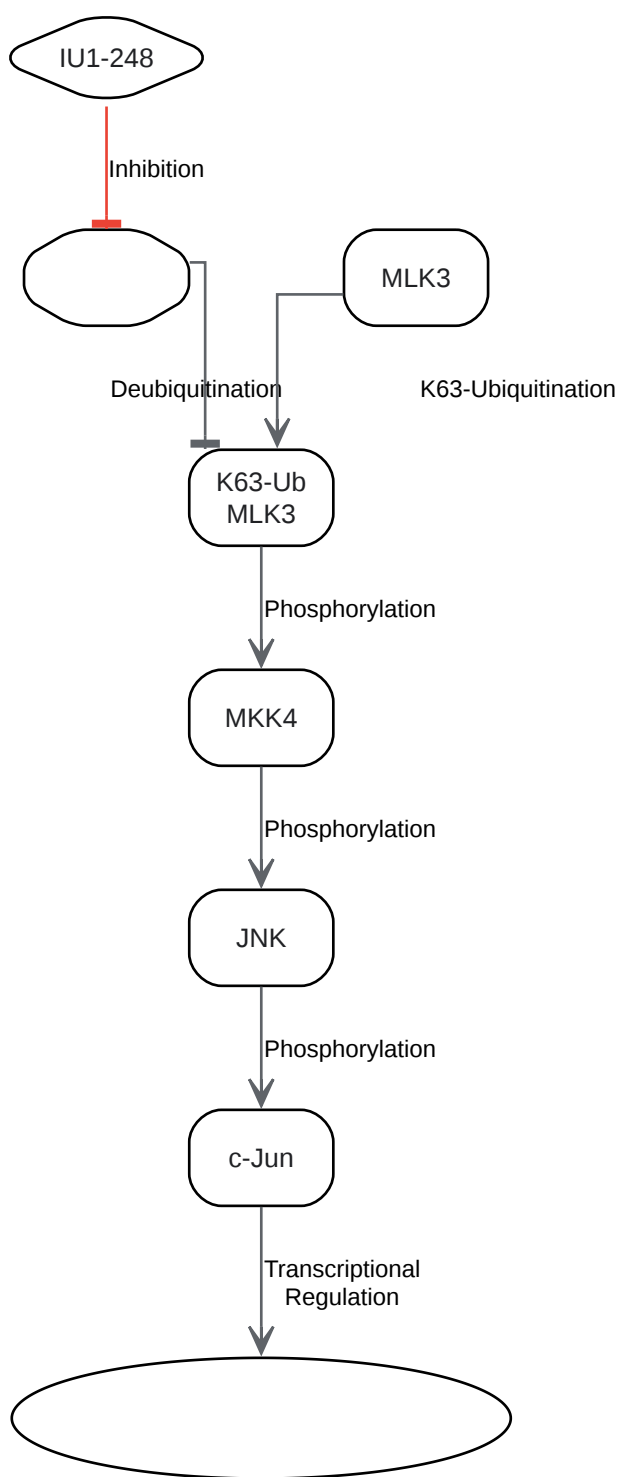 IU1-248
Inhibition
MLK3
Deubiquitination
K63-Ubiquitination
K63-Ub
MLK3
Phosphorylation
MKK4
Phosphorylation
JNK
Phosphorylation
c-Jun
Transcriptional
Regulation